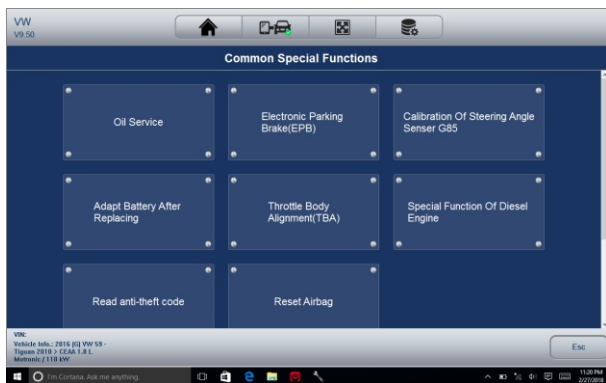 VW
V9.50
Common Special Functions
Oil Service
Electronic Parking
Brake(EPB)
Calibration Of Steering Angle
Senser G85
Adapt Battery After
Replacing
Throttle Body
Alignment(TBA)
Special Function Of Diesel
Engine
Read anti-theft code
Reset Airbag
VIN:
Vehicle Info.: 2016 (G) VW 59 -
Tiguan 2010 > CEAA 1.8 L
Motronic / 118 kW
Esc
I'm Cortana. Ask me anything.
11:20 PM
2/27/2018